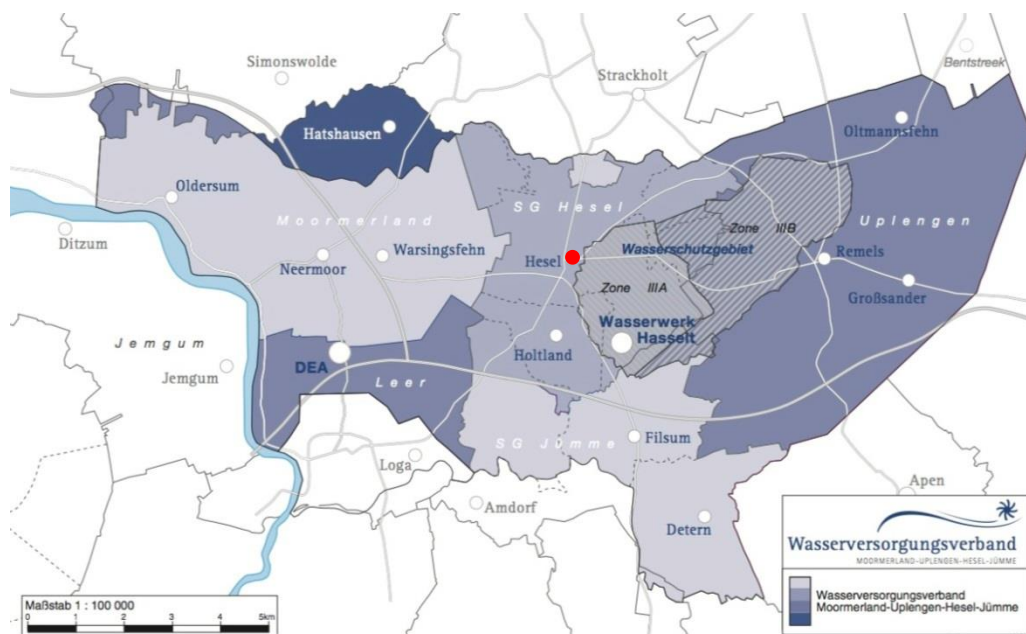 Simonswolde
Strackholt
Bentstreek
Hatshausen
Oltmannsfehn
Oldersum
SG Hesel
Moormerland
Uplengen
Zone IIIB
Ditzum
Warsingsfehn
Wasserschutzgebiet
Neermoor
Hesel
Remels
Zone IIIA
Großsander
Wasserwerk
Hasselt
Jemgum
Holtland
DEA
Jemgum
Leer
Filsum
SG Jümme
Loga
Apen
Amdorf
Detern
Wasserversorgungsverband
MOORMERLAND-UPLENGEN-HESEL-JÜMME
Wasserversorgungsverband
Moormerland-Uplengen-Hesel-Jümme
Maßstab 1 : 100 000
0 1 2 3 4 5km